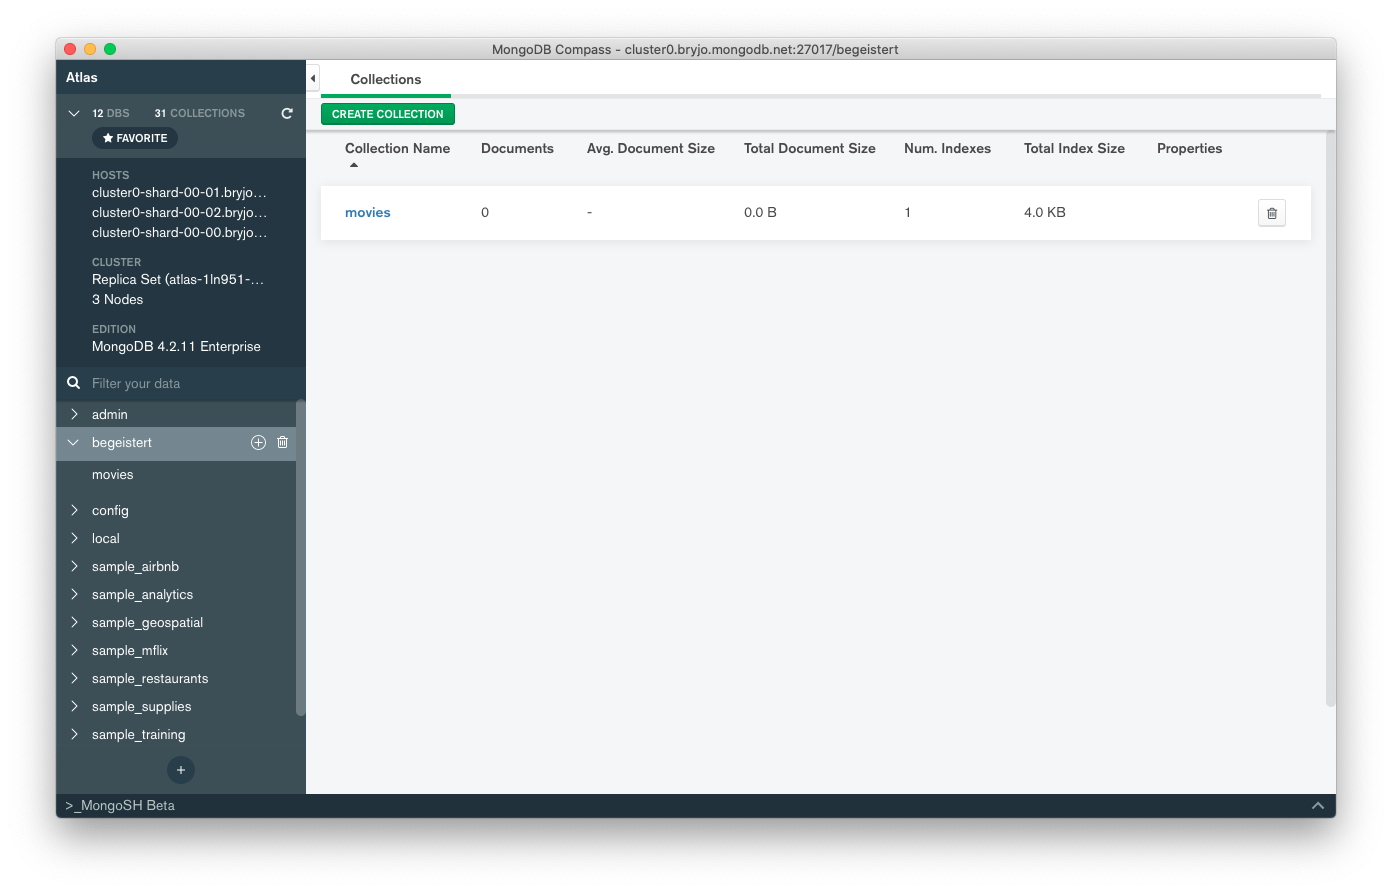 MongoDB Compass - cluster0.bryjo.mongodb.net:27017/begeistert
Atlas
12 DBS 31 COLLECTIONS
FAVORITE
HOSTS
cluster0-shard-00-01.bryjo...
cluster0-shard-00-02.bryjo...
cluster0-shard-00-00.bryjo...
CLUSTER
Replica Set (atlas-1ln951-...
3 Nodes
EDITION
MongoDB 4.2.11 Enterprise
Filter your data
admin
begeistert
movies
config
local
sample_airbnb
sample_analytics
sample_geospatial
sample_mflix
sample_restaurants
sample_supplies
sample_training
+
Collections
CREATE COLLECTION
Collection Name Documents Avg. Document Size Total Document Size Num. Indexes Total Index Size Properties
movies 0 - 0.0 B 1 4.0 KB
>_MongoSH Beta